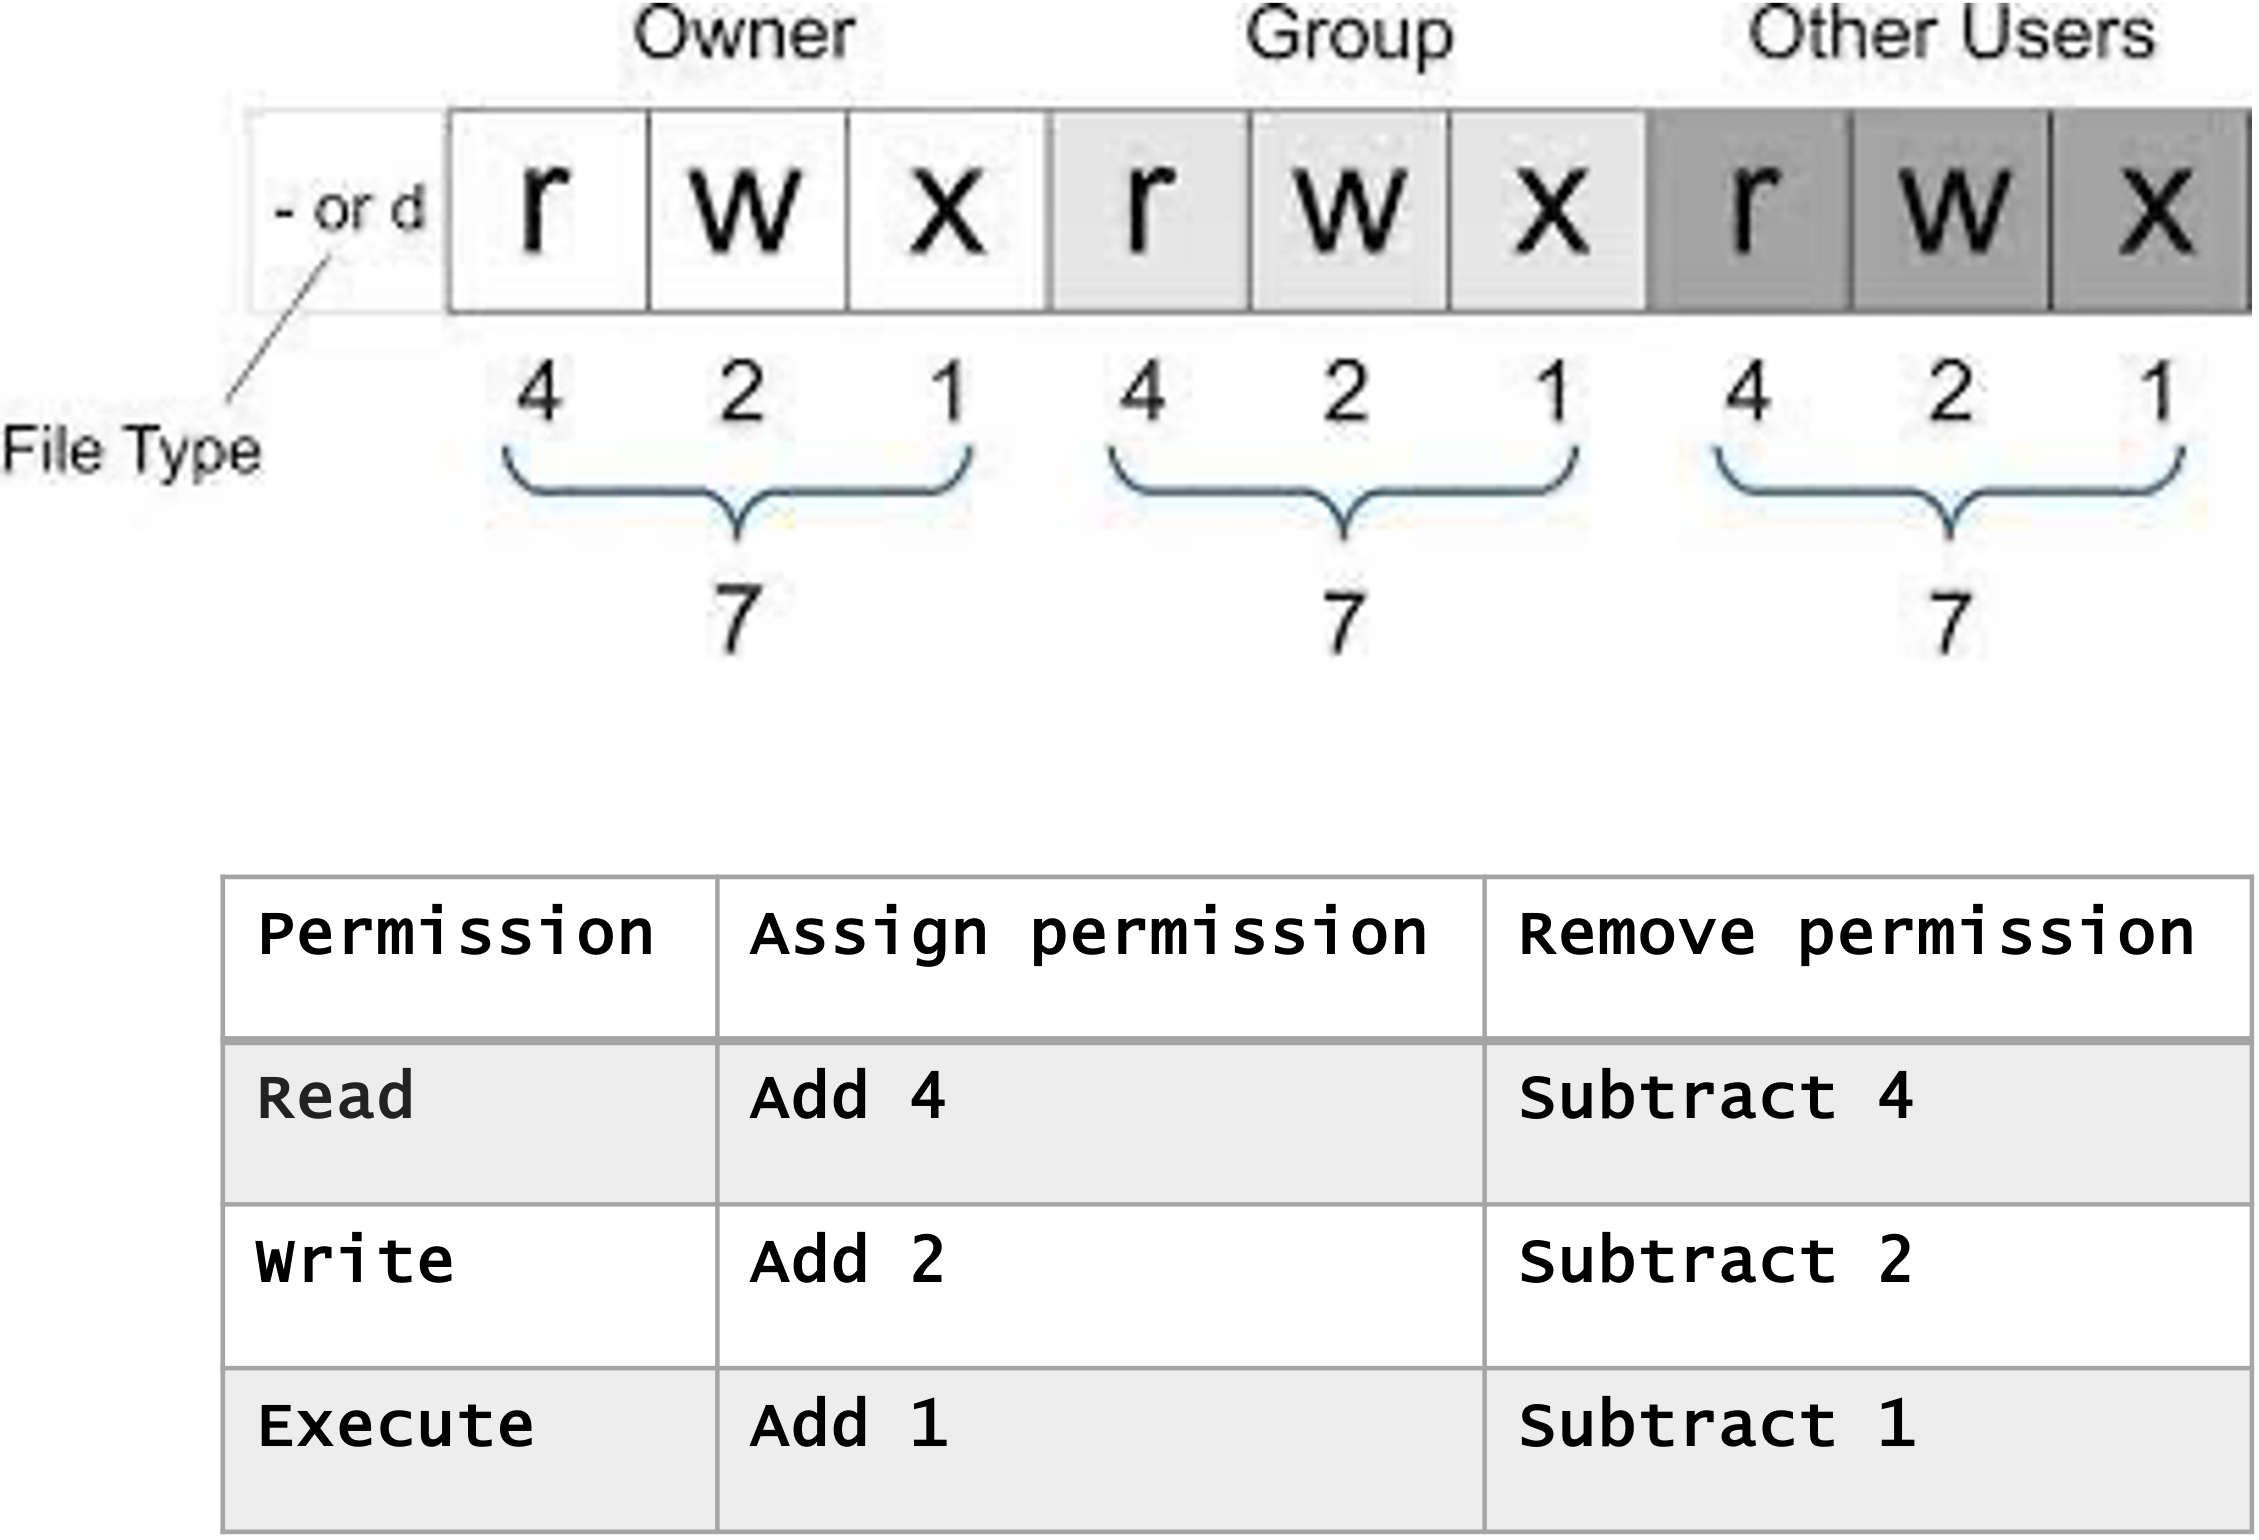 Owner Group Other Users
- or d r w x r w x r w x
4 2 1 4 2 1 4 2 1
File Type
7 7 7
Permission Assign permission Remove permission
Read Add 4 Subtract 4
Write Add 2 Subtract 2
Execute Add 1 Subtract 1